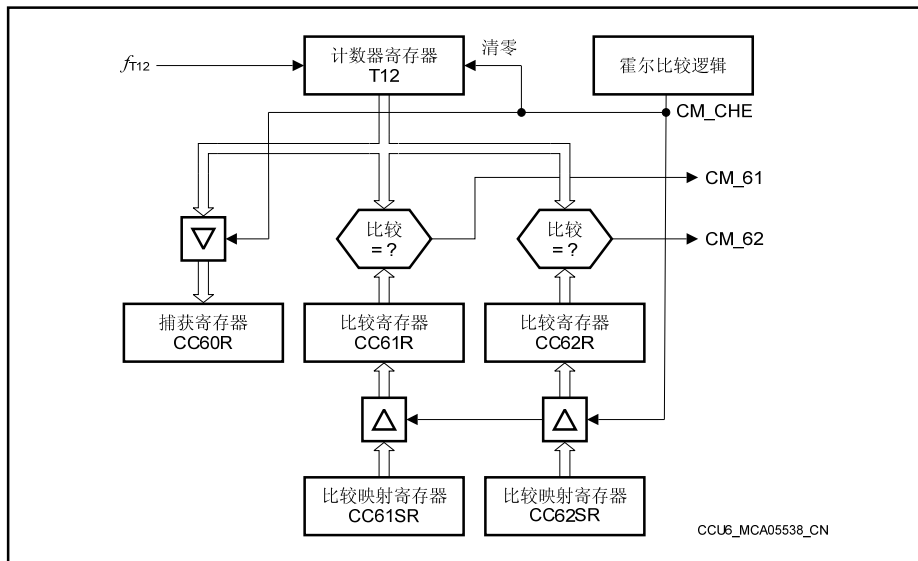 fT12
计数器寄存器
T12
清零
霍尔比较逻辑
CM_CHE
CM_61
比较
= ?
比较
= ?
CM_62
捕获寄存器
CC60R
比较寄存器
CC61R
比较寄存器
CC62R
比较映射寄存器
CC61SR
比较映射寄存器
CC62SR
CCU6_MCA05538_CN